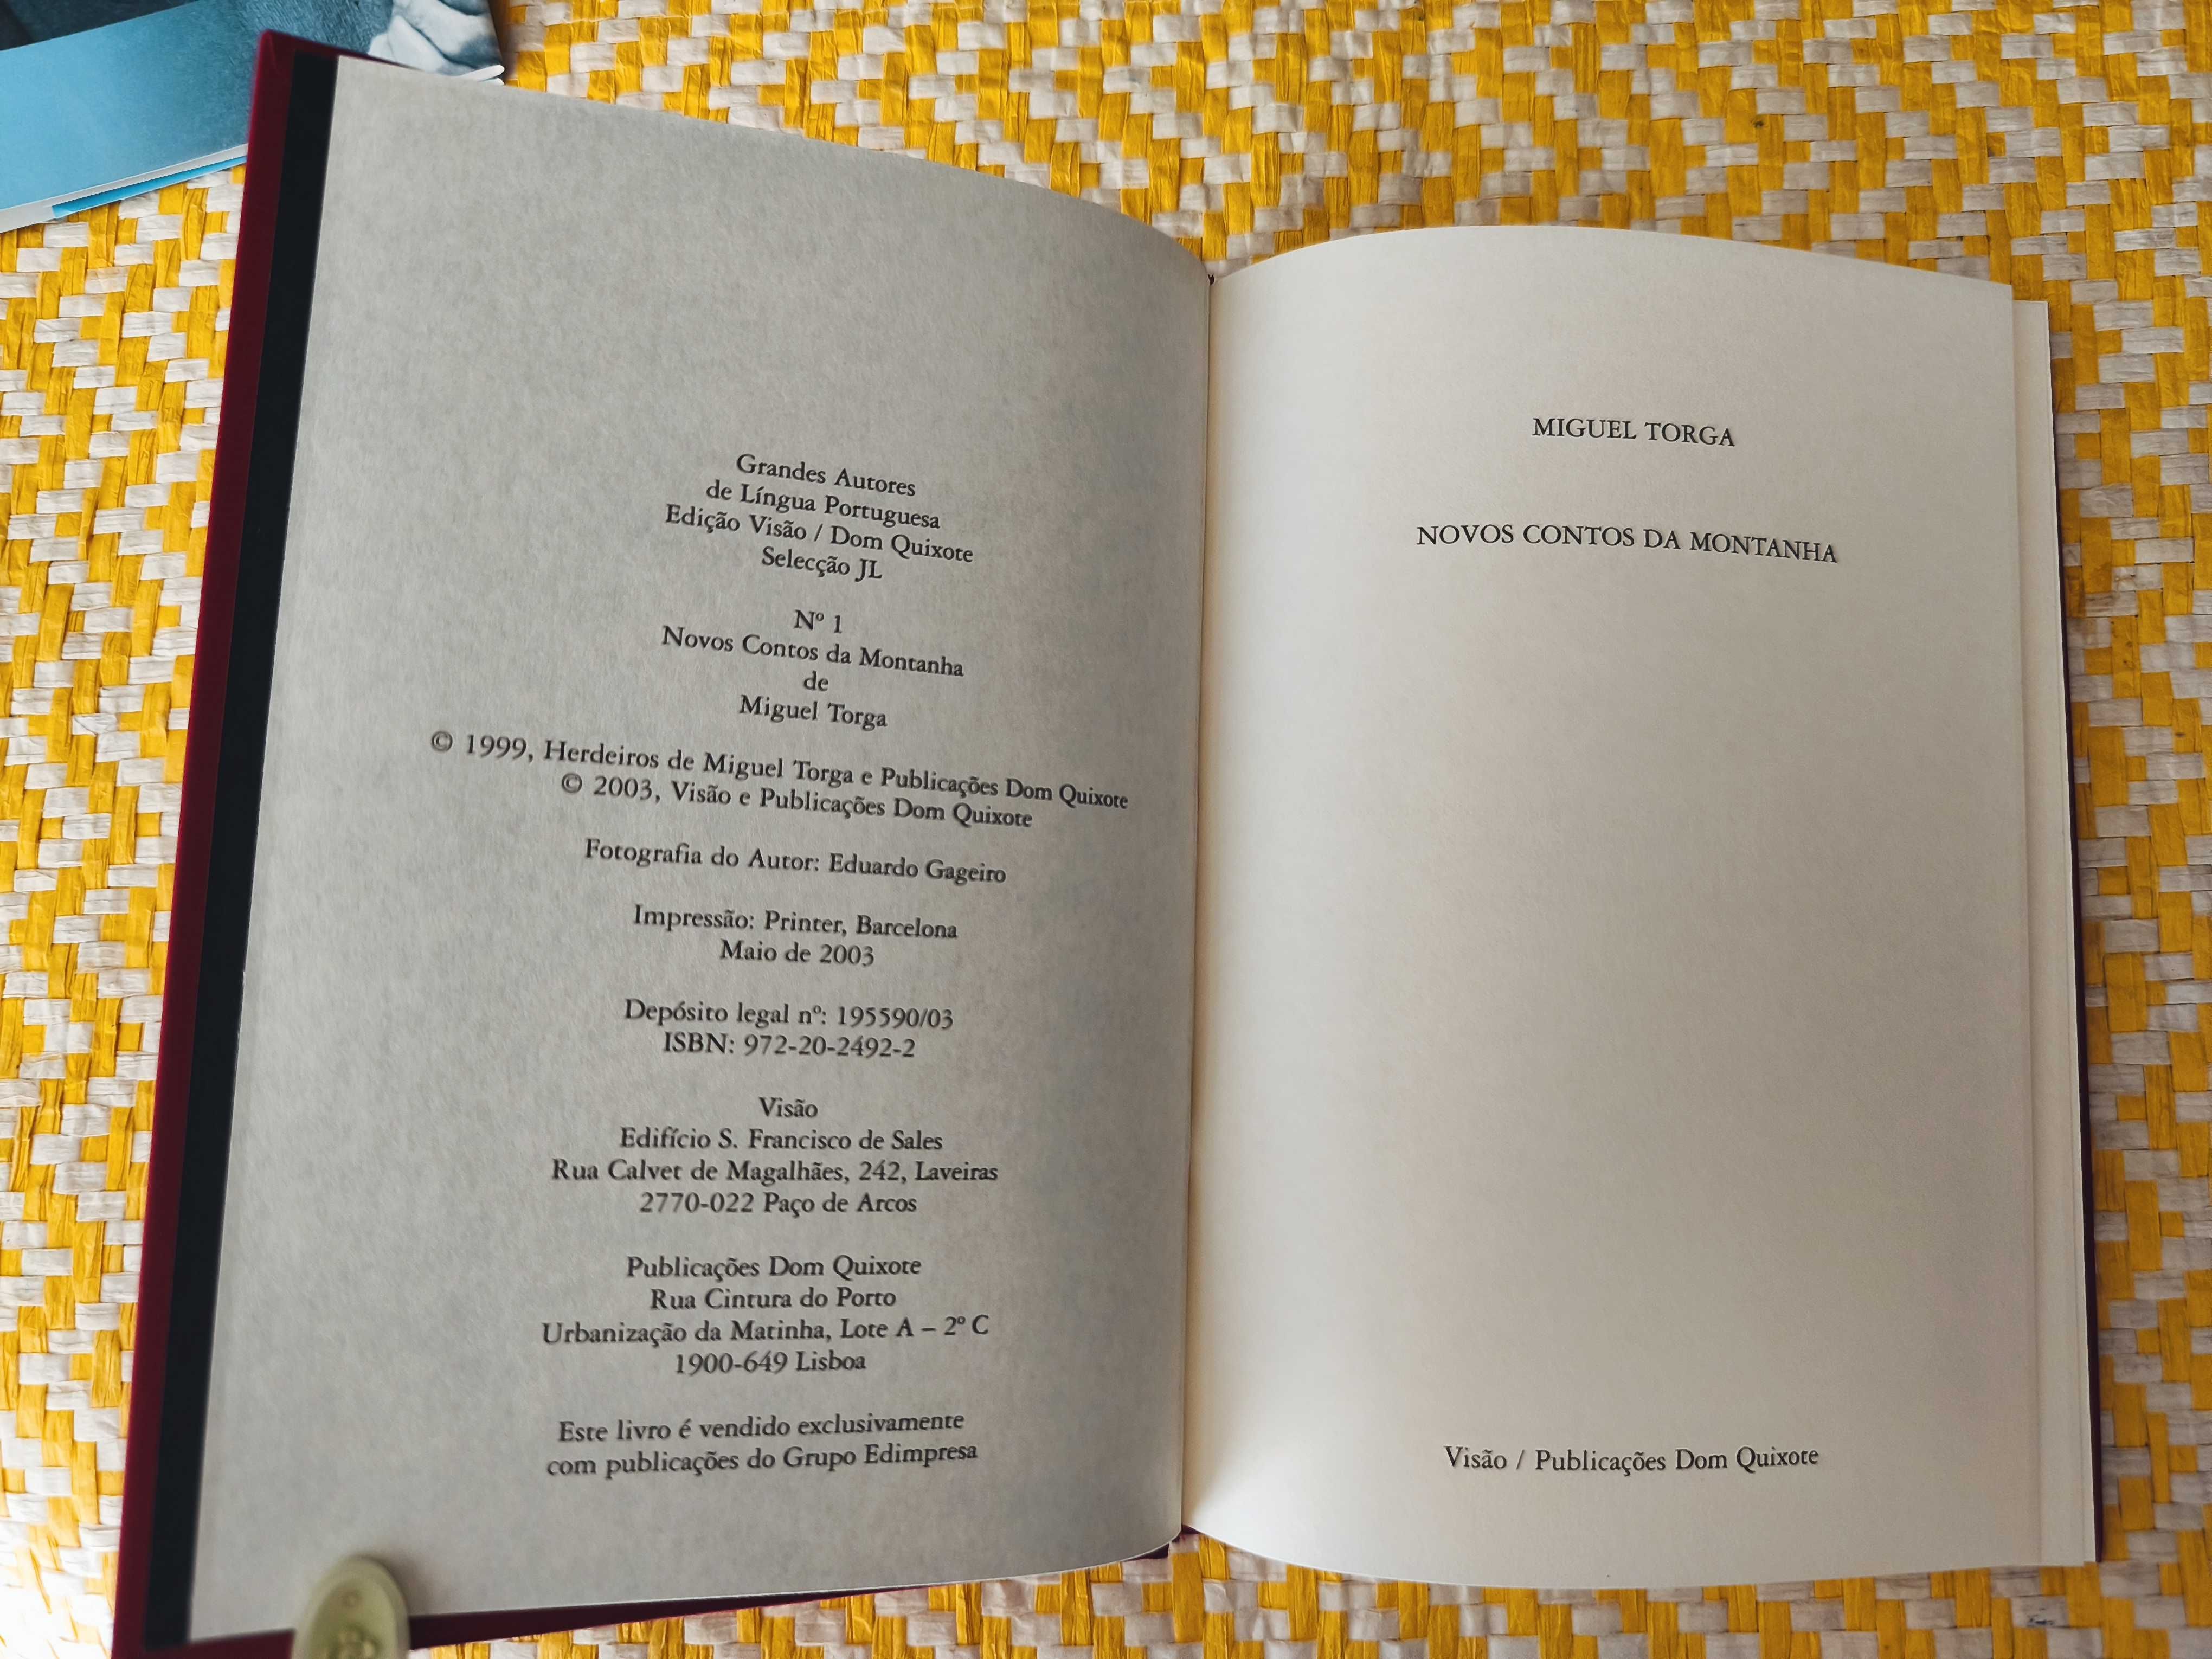 Grandes Autores
de Língua Portuguesa
Edição Visão / Dom Quixote
Selecção JL
Nº 1
Novos Contos da Montanha
de
Miguel Torga
© 1999, Herdeiros de Miguel Torga e Publicações Dom Quixote
© 2003, Visão e Publicações Dom Quixote
Fotografia do Autor: Eduardo Gageiro
Impressão: Printer, Barcelona
Maio de 2003
Depósito legal nº: 195590/03
ISBN: 972-20-2492-2
Visão
Edifício S. Francisco de Sales
Rua Calvet de Magalhães, 242, Laveiras
2770-022 Paço de Arcos
Publicações Dom Quixote
Rua Cintura do Porto
Urbanização da Matinha, Lote A – 2º C
1900-649 Lisboa
Este livro é vendido exclusivamente
com publicações do Grupo Edimpresa
MIGUEL TORGA
NOVOS CONTOS DA MONTANHA
Visão / Publicações Dom Quixote